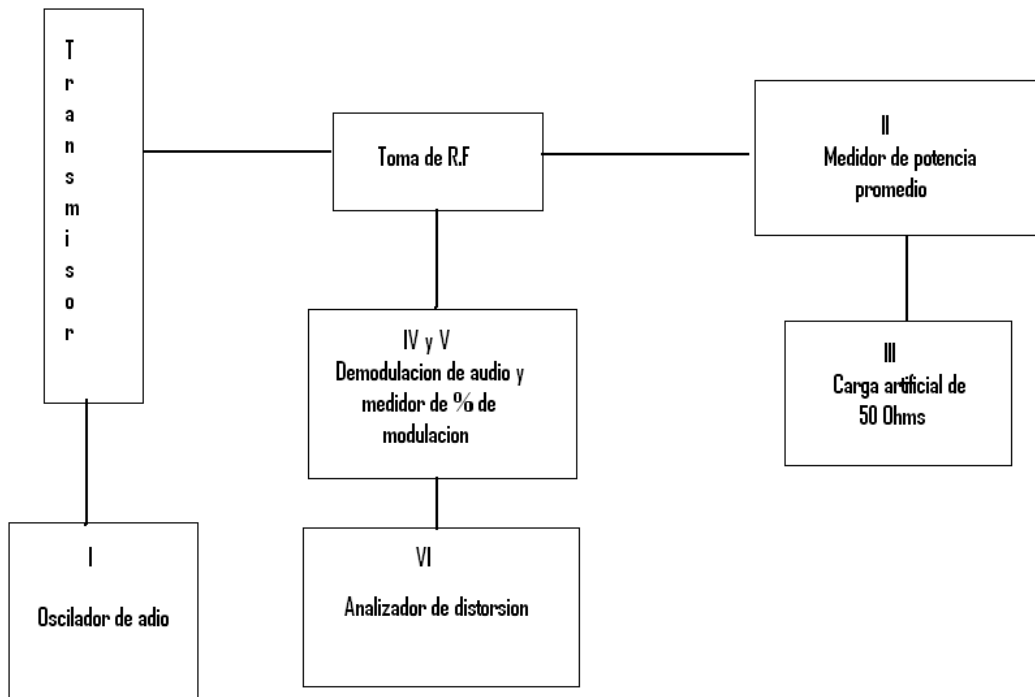 Transmisor
Toma de R.F
II
Medidor de potencia
promedio
IV y V
Demodulacion de audio y
medidor de % de
modulacion
III
Carga artificial de
50 Ohms
I
Oscilador de adio
VI
Analizador de distorsion